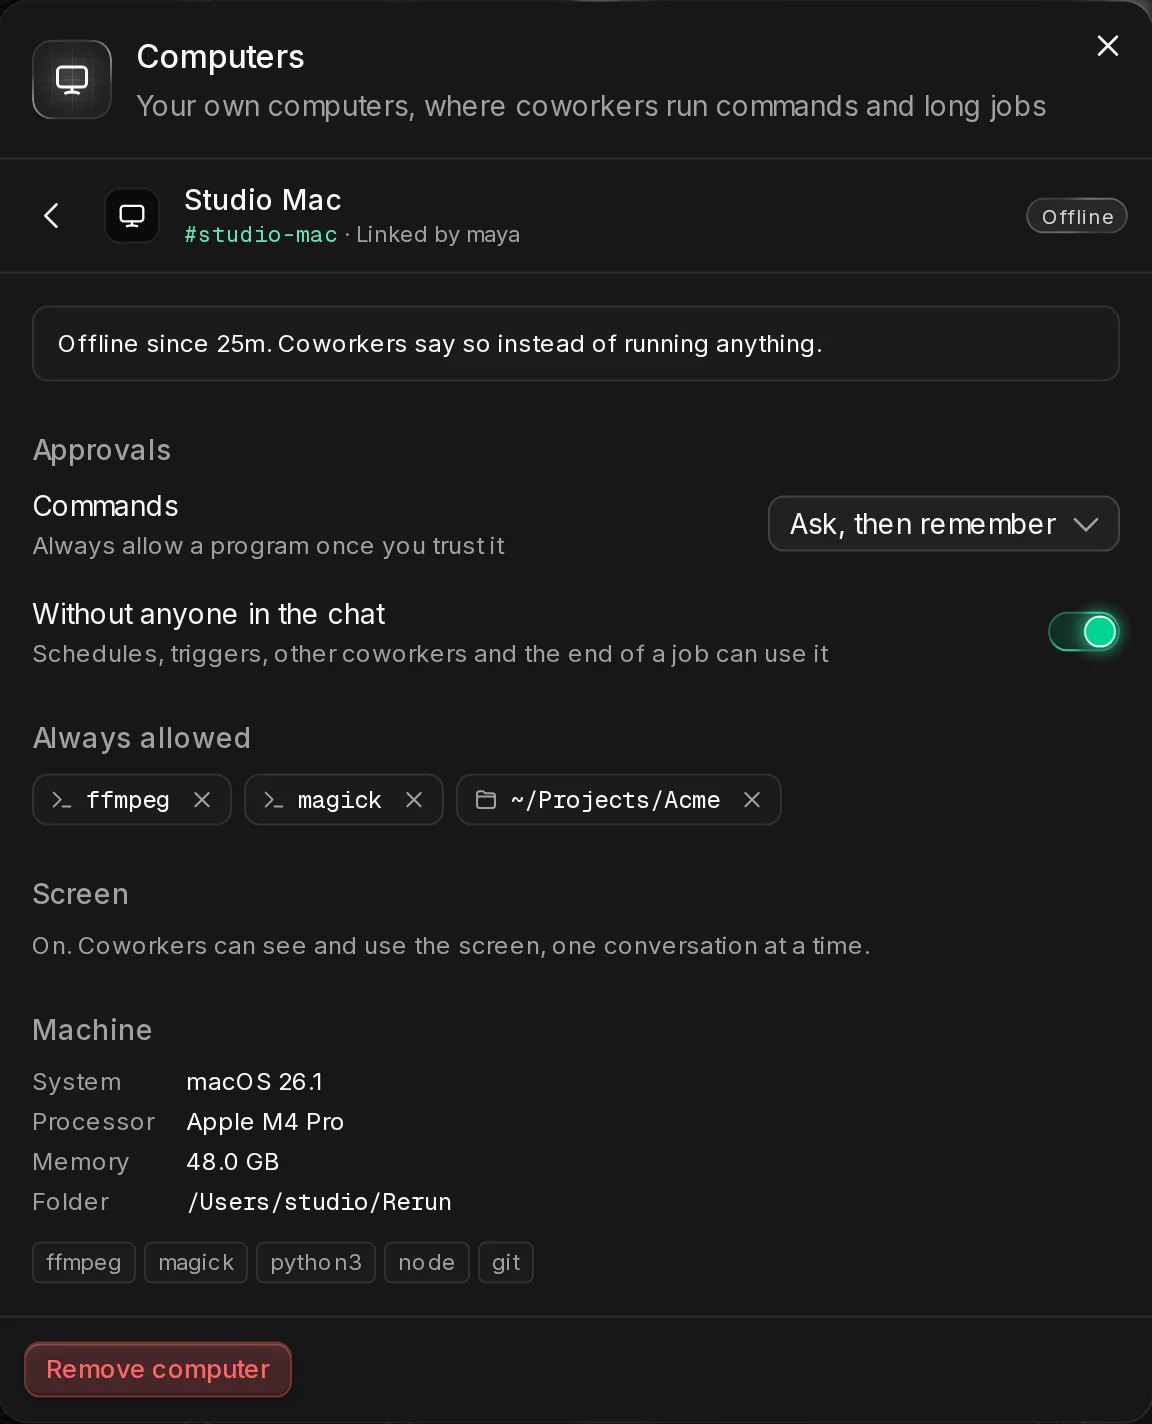 Computers
Your own computers, where coworkers run commands and long jobs
Studio Mac
#studio-mac · Linked by maya
Offline
Offline since 25m. Coworkers say so instead of running anything.
Approvals
Commands
Always allow a program once you trust it
Ask, then remember
Without anyone in the chat
Schedules, triggers, other coworkers and the end of a job can use it
Always allowed
ffmpeg
magick
~/Projects/Acme
Screen
On. Coworkers can see and use the screen, one conversation at a time.
Machine
System macOS 26.1
Processor Apple M4 Pro
Memory 48.0 GB
Folder /Users/studio/Rerun
ffmpeg magick python3 node git
Remove computer